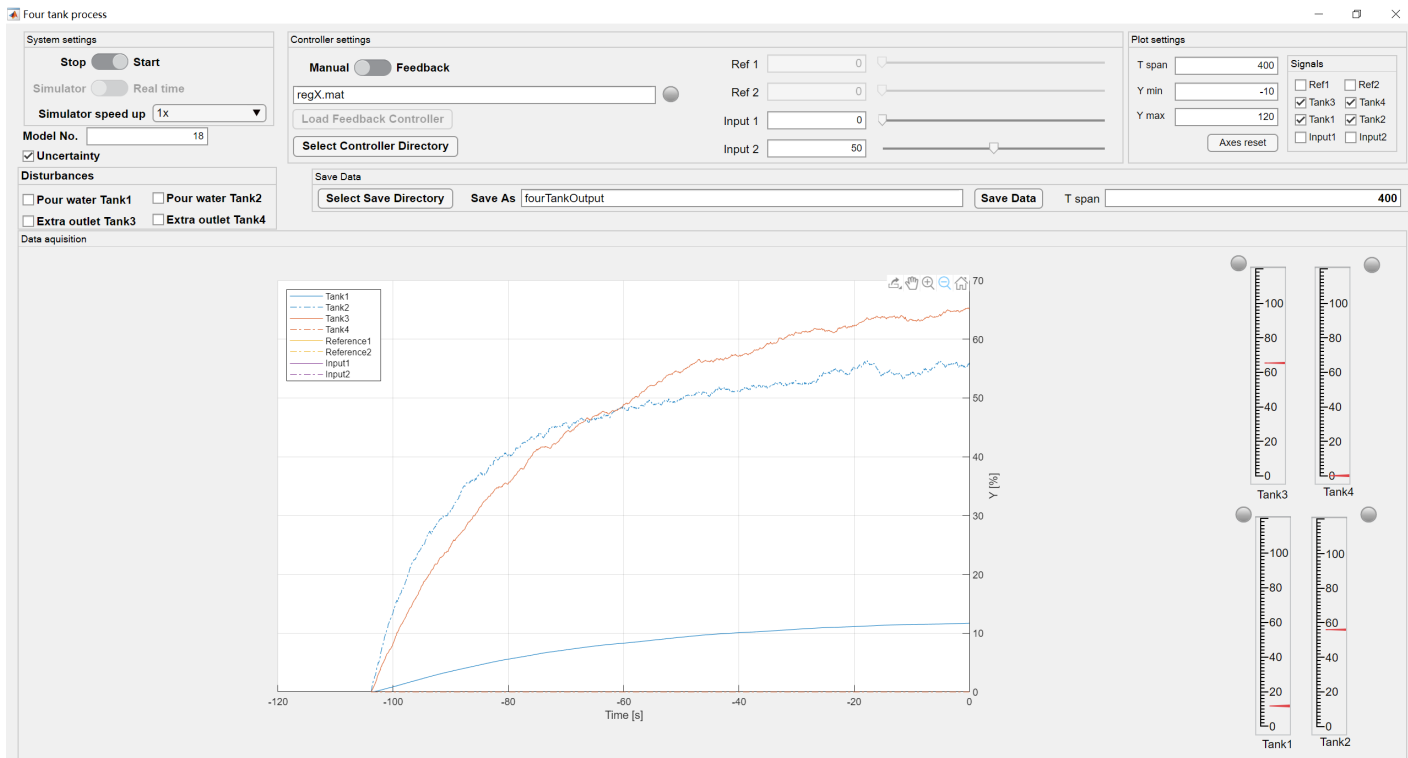 Four tank process
System settings
Stop Start
Simulator Real time
Simulator speed up 1x
Model No. 18
Uncertainty
Disturbances
Pour water Tank1 Pour water Tank2
Extra outlet Tank3 Extra outlet Tank4
Controller settings
Manual Feedback
regX.mat
Load Feedback Controller
Select Controller Directory
Ref 1 0
Ref 2 0
Input 1 0
Input 2 50
Plot settings
T span 400
Y min -10
Y max 120
Axes reset
Signals
Ref1 Ref2
Tank3 Tank4
Tank1 Tank2
Input1 Input2
Save Data
Select Save Directory Save As fourTankOutput Save Data T span 400
Data aquisition
Tank1
Tank2
Tank3
Tank4
Reference1
Reference2
Input1
Input2
70
60
50
40
30
20
10
0
Y [%]
-120 -100 -80 -60 -40 -20 0
Time [s]
100 100
80 80
60 60
40 40
20 20
0 0
Tank3 Tank4
100 100
80 80
60 60
40 40
20 20
0 0
Tank1 Tank2